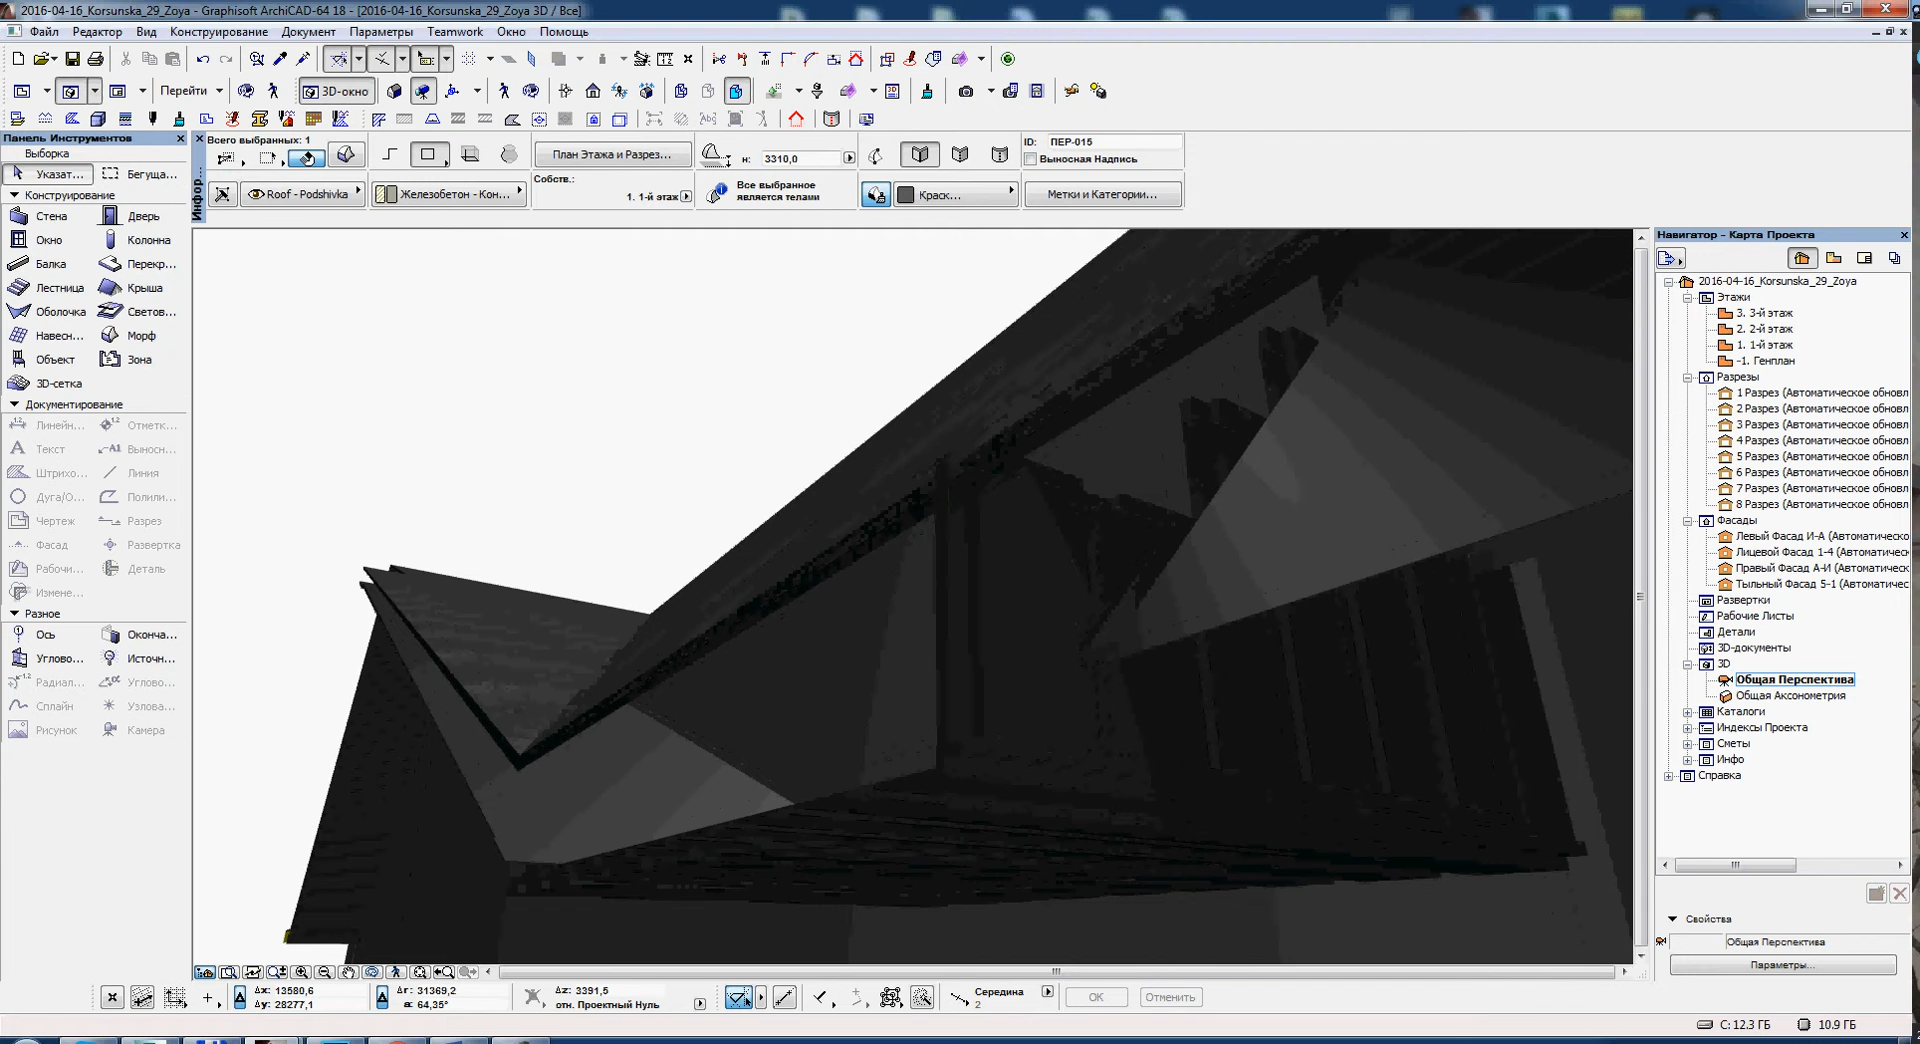 2016-04-16_Korsunska_29_Zoya - Graphisoft ArchiCAD-64 18 - [2016-04-16_Korsunska_29_Zoya 3D / Все]
Файл Редактор Вид Конструирование Документ Параметры Teamwork Окно Помощь
Перейти 3D-окно
Панель Инструментов
Выборка
Указат... Бегуща...
Конструирование
Стена Дверь
Окно Колонна
Балка Перекр...
Лестница Крыша
Оболочка Светов...
Навесн... Морф
Объект Зона
3D-сетка
Документирование
Линейн... Отметк...
Текст Выносн...
Штрихо... Линия
Дуга/О... Полили...
Чертеж Разрез
Фасад Развертка
Рабочи... Деталь
Измене...
Разное
Ось Оконча...
Углово... Источн...
Радиал... Углово...
Сплайн Узлова...
Рисунок Камера
Инфор...
Всего выбранных: 1
Roof - Podshivka
Железобетон - Кон...
План Этажа и Разрез...
Собств.:
1. 1-й этаж
н: 3310,0
Все выбранное
является телами
Краск...
ID: ПЕР-015
Выносная Надпись
Метки и Категории...
Навигатор - Карта Проекта
2016-04-16_Korsunska_29_Zoya
Этажи
3. 3-й этаж
2. 2-й этаж
1. 1-й этаж
-1. Генплан
Разрезы
1 Разрез (Автоматическое обновл
2 Разрез (Автоматическое обновл
3 Разрез (Автоматическое обновл
4 Разрез (Автоматическое обновл
5 Разрез (Автоматическое обновл
6 Разрез (Автоматическое обновл
7 Разрез (Автоматическое обновл
8 Разрез (Автоматическое обновл
Фасады
Левый Фасад И-А (Автоматическо
Лицевой Фасад 1-4 (Автоматичес
Правый Фасад А-И (Автоматичес
Тыльный Фасад 5-1 (Автоматичес
Развертки
Рабочие Листы
Детали
3D-документы
3D
Общая Перспектива
Общая Аксонометрия
Каталоги
Индексы Проекта
Сметы
Инфо
Справка
Свойства
Общая Перспектива
Параметры...
Δx: 13580,6
Δy: 28277,1
Δr: 31369,2
a: 64,35°
Δz: 3391,5
отн. Проектный Нуль
Середина
2
OK Отменить
C: 12.3 ГБ 10.9 ГБ